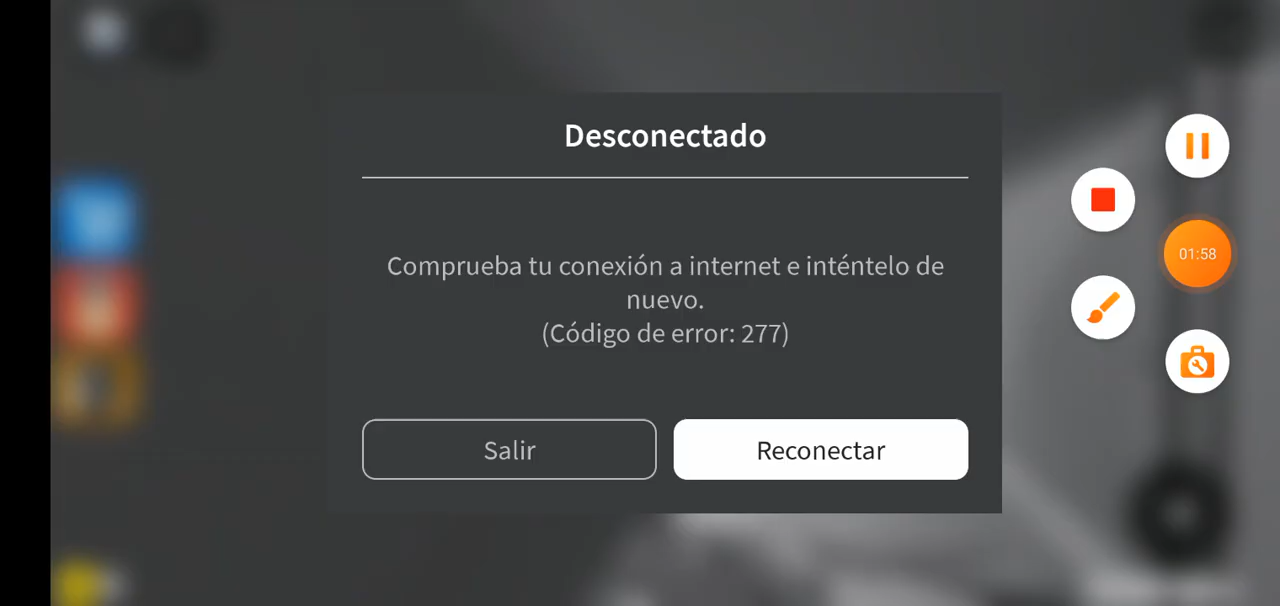 Desconectado
Comprueba tu conexión a internet e inténtelo de
nuevo.
(Código de error: 277)
Salir
Reconectar
01:58